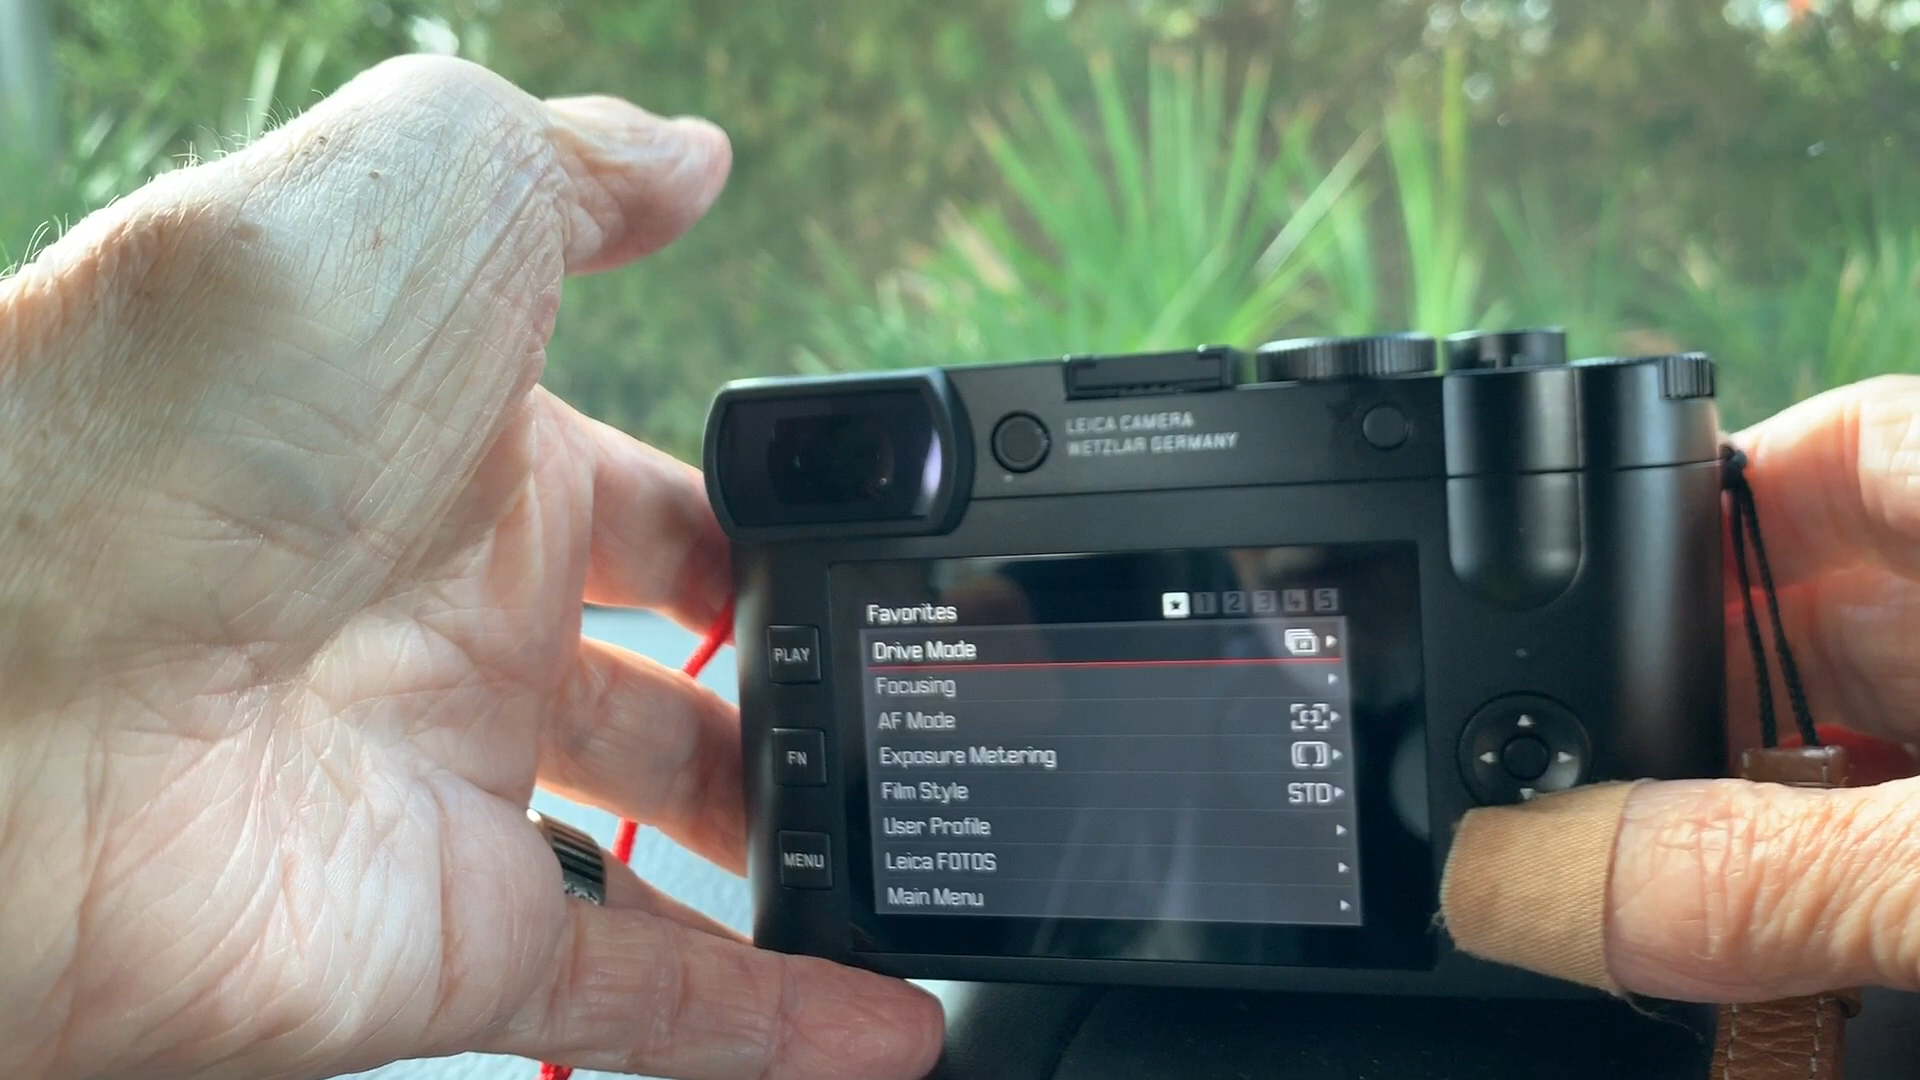 LEICA CAMERA
WETZLAR GERMANY
Favorites 1 2 3 4 5
PLAY
Drive Mode
Focusing
AF Mode
FN
Exposure Metering
Film Style STD
User Profile
MENU
Leica FOTOS
Main Menu